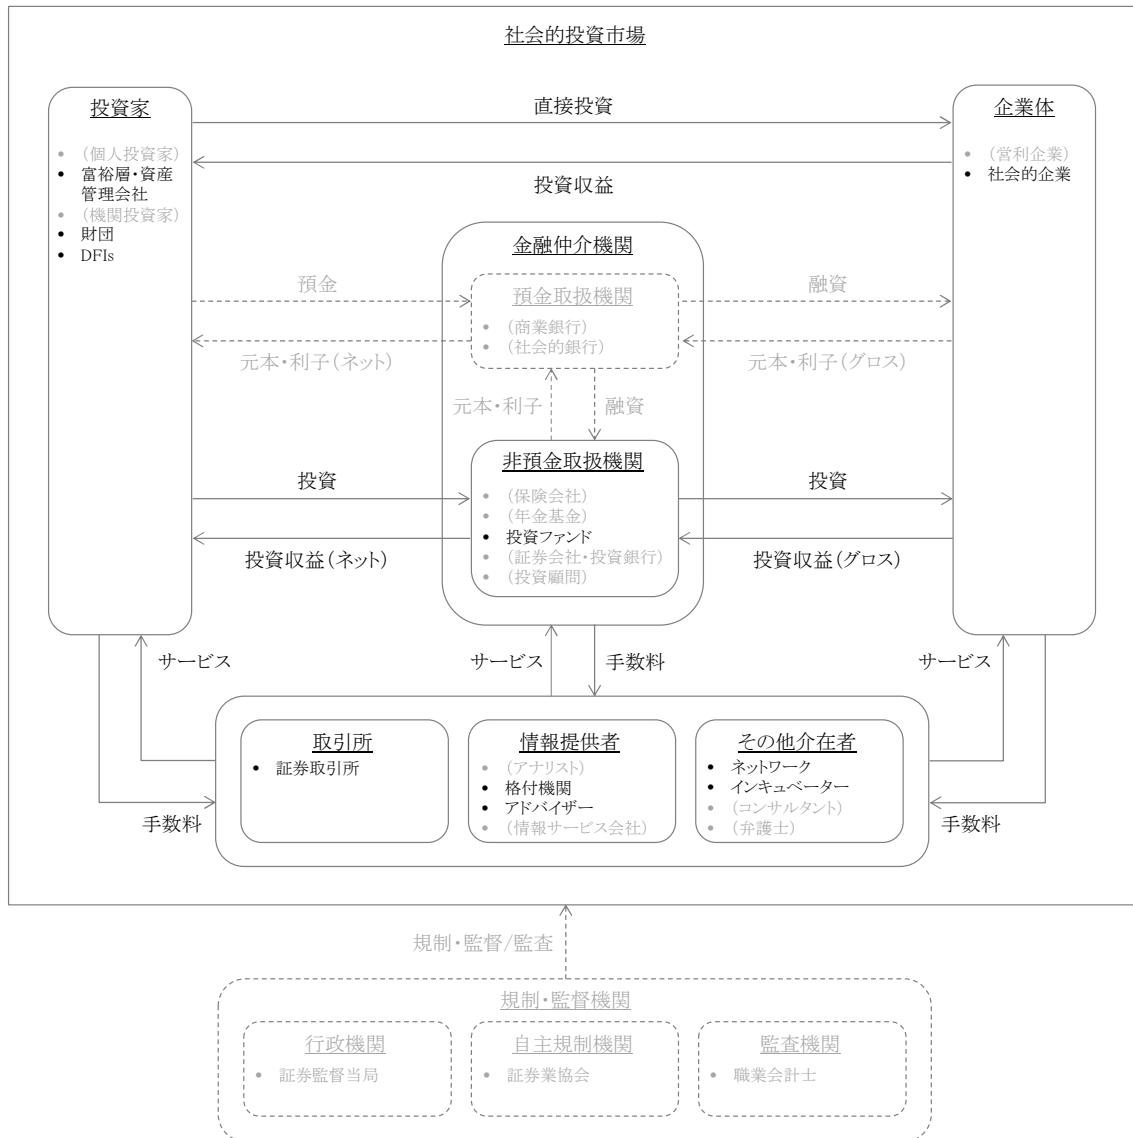 社会的投資市場
投資家
• (個人投資家)
• 富裕層・資産
管理会社
• (機関投資家)
• 財団
• DFIs
直接投資
投資収益
企業体
• (営利企業)
• 社会的企業
金融仲介機関
預金取扱機関
• (商業銀行)
• (社会的銀行)
預金
元本・利子(ネット)
融資
元本・利子(グロス)
元本・利子
融資
非預金取扱機関
• (保険会社)
• (年金基金)
• 投資ファンド
• (証券会社・投資銀行)
• (投資顧問)
投資
投資収益(ネット)
投資
投資収益(グロス)
サービス
手数料
サービス
手数料
サービス
手数料
取引所
• 証券取引所
情報提供者
• (アナリスト)
• 格付機関
• アドバイザー
• (情報サービス会社)
その他介在者
• ネットワーク
• インキュベーター
• (コンサルタント)
• (弁護士)
規制・監督/監査
規制・監督機関
行政機関
• 証券監督当局
自主規制機関
• 証券業協会
監査機関
• 職業会計士